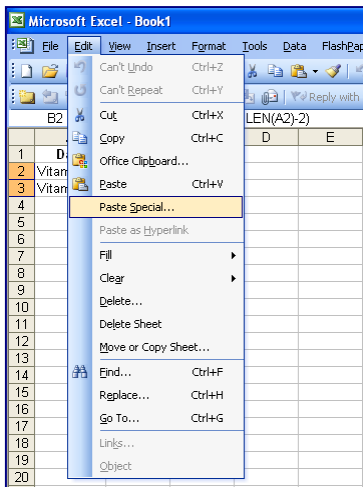 Microsoft Excel - Book1
File Edit View Insert Format Tools Data FlashPap
Can't Undo Ctrl+Z
Can't Repeat Ctrl+Y
Reply with
B2 LEN(A2)-2)
Cut Ctrl+X
D E
Copy Ctrl+C
1 Da
Office Clipboard...
2 Vitam
Paste Ctrl+V
3 Vitam
4
Paste Special...
5
Paste as Hyperlink
6
7
Fill
8
Clear
9
Delete...
10
11
Delete Sheet
12
Move or Copy Sheet...
13
14
Find... Ctrl+F
15
Replace... Ctrl+H
16
Go To... Ctrl+G
17
18
Links...
19
Object
20